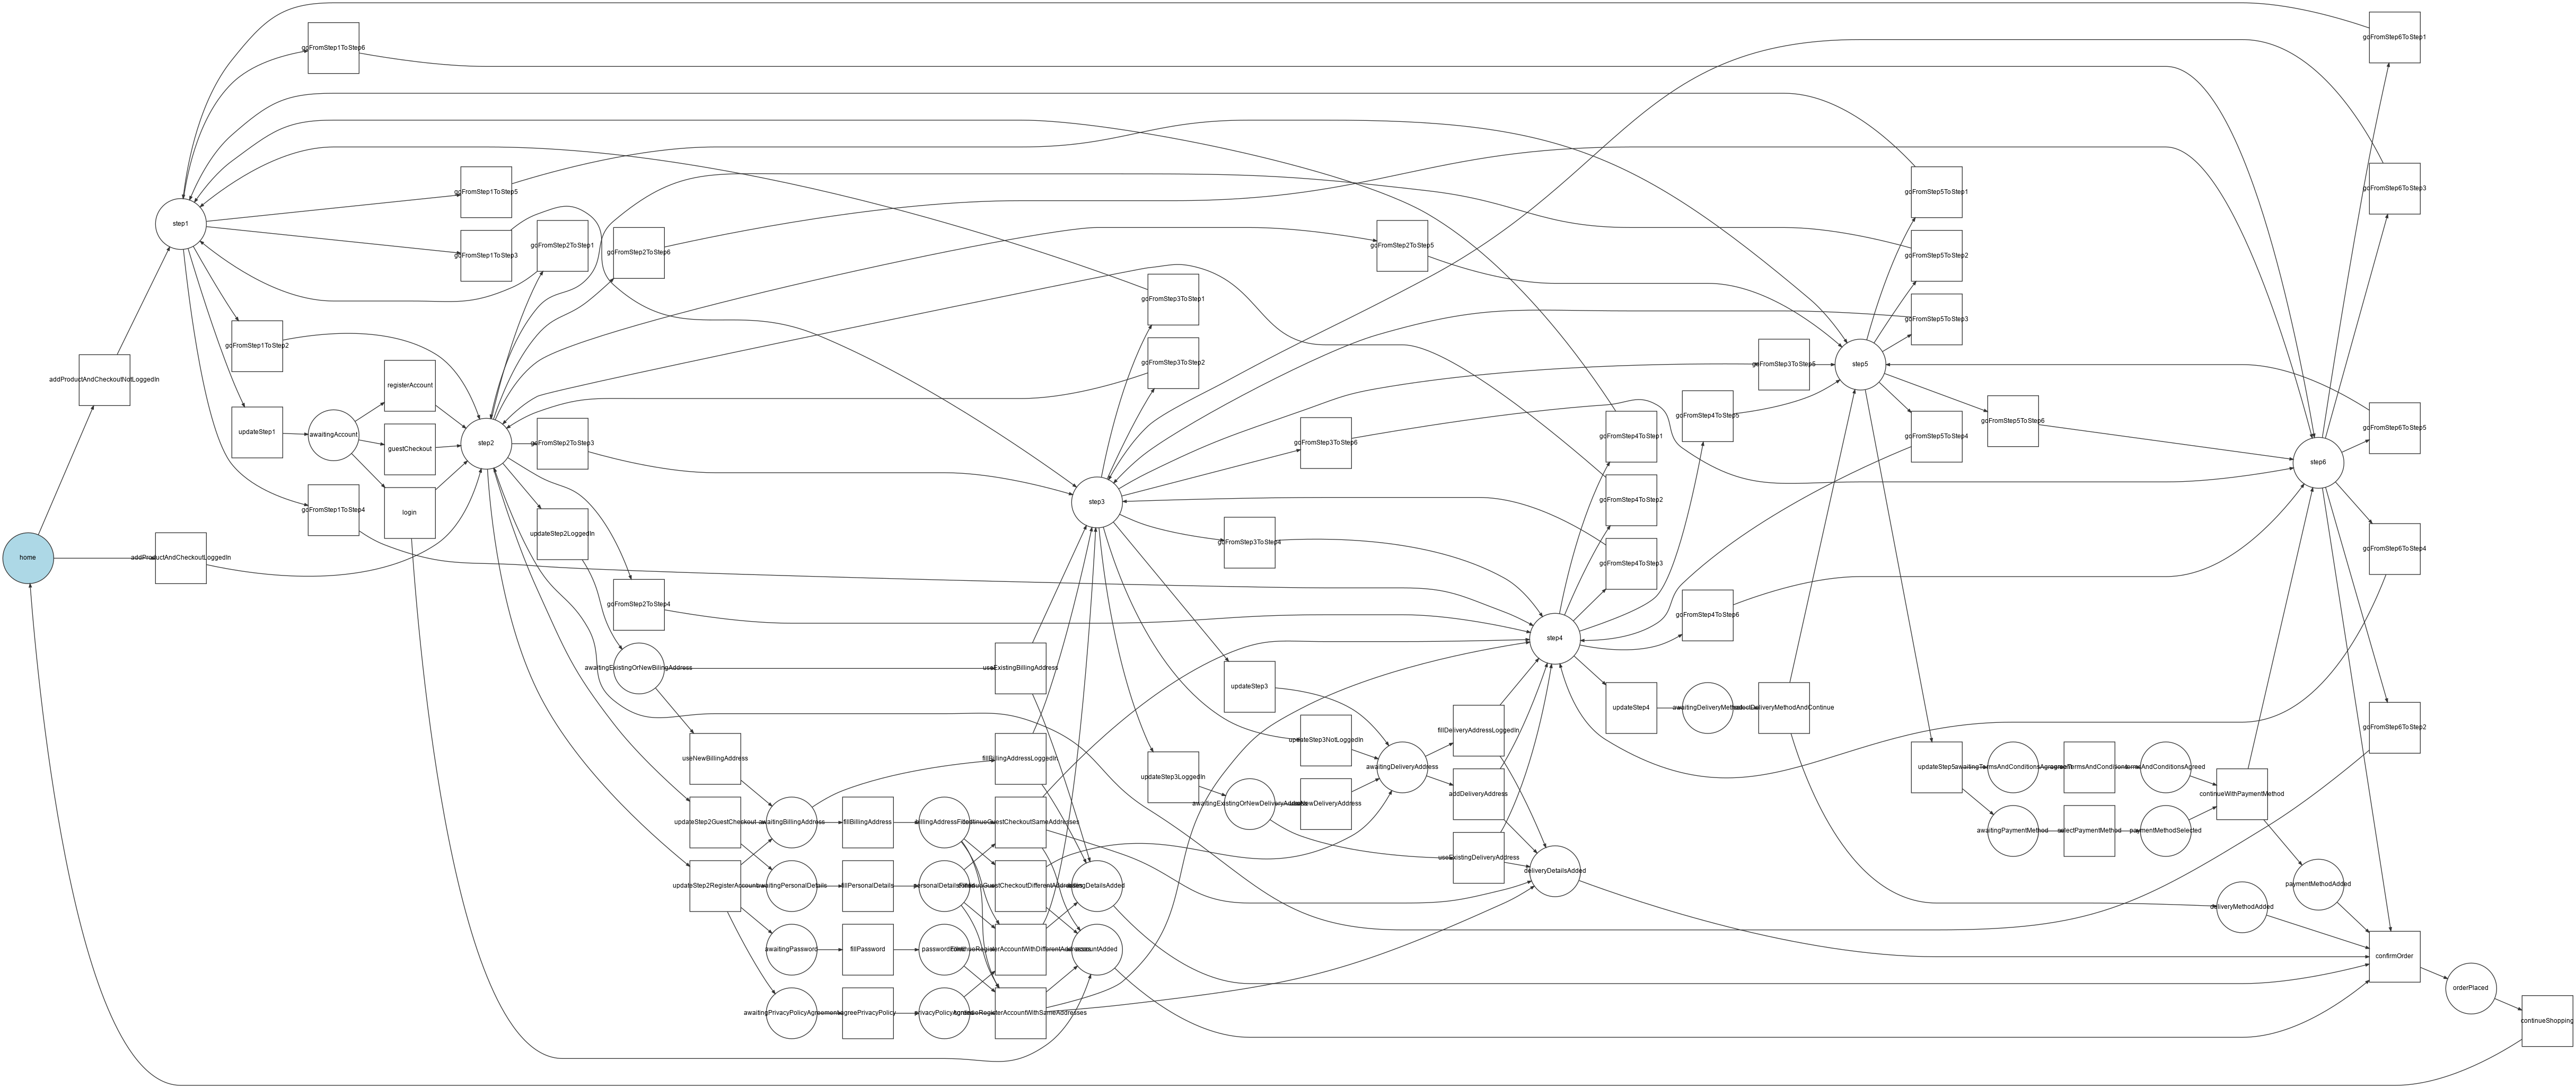 goFromStep1ToStep6
goFromStep6ToStep1
goFromStep1ToStep5
goFromStep5ToStep1
goFromStep6ToStep3
step1
goFromStep1ToStep3
goFromStep2ToStep1
goFromStep2ToStep6
goFromStep2ToStep5
goFromStep5ToStep2
goFromStep3ToStep1
goFromStep5ToStep3
goFromStep1ToStep2
goFromStep3ToStep2
goFromStep3ToStep5
step5
addProductAndCheckoutNotLoggedIn
registerAccount
updateStep1
awaitingAccount
guestCheckout
step2
goFromStep2ToStep3
goFromStep3ToStep6
goFromStep4ToStep1
goFromStep4ToStep5
goFromStep5ToStep4
goFromStep5ToStep6
goFromStep6ToStep5
step6
goFromStep1ToStep4
login
step3
goFromStep4ToStep2
updateStep2LoggedIn
goFromStep3ToStep4
goFromStep4ToStep3
goFromStep6ToStep4
home
addProductAndCheckoutLoggedIn
goFromStep2ToStep4
goFromStep4ToStep6
step4
awaitingExistingOrNewBilingAddress
useExistingBillingAddress
updateStep3
updateStep4
awaitingDeliveryMethod
selectDeliveryMethodAndContinue
useNewBillingAddress
fillBillingAddressLoggedIn
updateStep3NotLoggedIn
fillDeliveryAddressLoggedIn
goFromStep6ToStep2
updateStep3LoggedIn
awaitingDeliveryAddress
updateStep5
awaitingTermsAndConditionsAgreement
agreeTermsAndConditions
termsAndConditionsAgreed
awaitingExistingOrNewDeliveryAddress
useNewDeliveryAddress
addDeliveryAddress
continueWithPaymentMethod
updateStep2GuestCheckout
awaitingBillingAddress
fillBillingAddress
billingAddressFilled
continueGuestCheckoutSameAddresses
useExistingDeliveryAddress
awaitingPaymentMethod
selectPaymentMethod
paymentMethodSelected
updateStep2RegisterAccount
awaitingPersonalDetails
fillPersonalDetails
personalDetailsFilled
continueGuestCheckoutDifferentAddresses
billingDetailsAdded
deliveryDetailsAdded
paymentMethodAdded
deliveryMethodAdded
awaitingPassword
fillPassword
passwordFilled
continueRegisterAccountWithDifferentAddresses
accountAdded
confirmOrder
orderPlaced
awaitingPrivacyPolicyAgreement
agreePrivacyPolicy
privacyPolicyAgreed
continueRegisterAccountWithSameAddresses
continueShopping